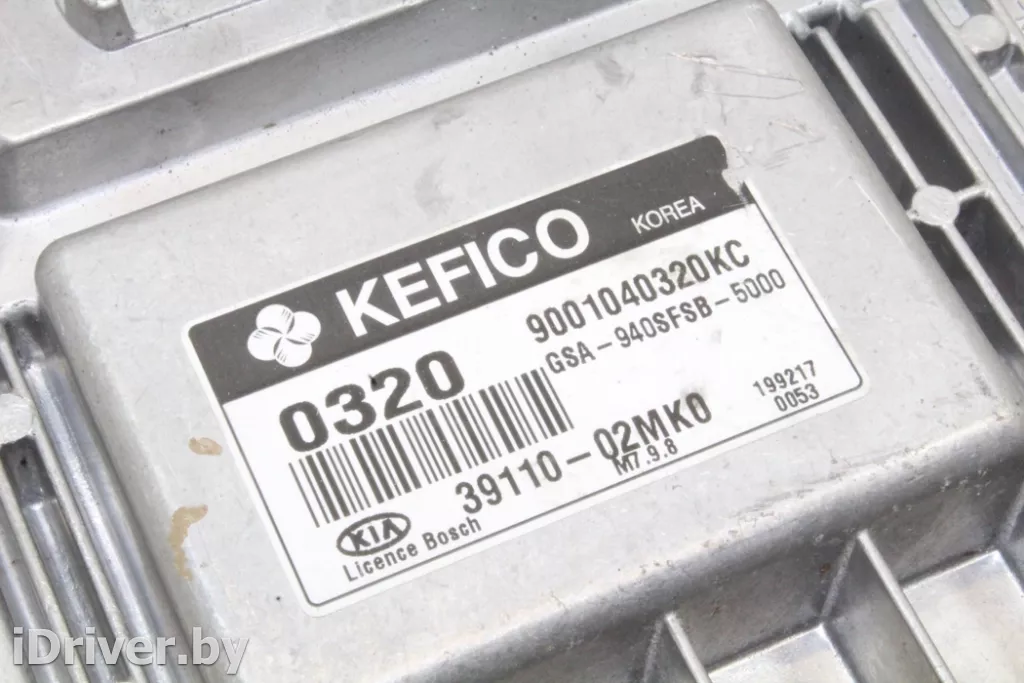 KEFICO KOREA
9001040320KC
0320 GSA-940SFSB-5000
39110-02MK0 199217
M7.9.8 0053
KIA
Licence Bosch
iDriver.by